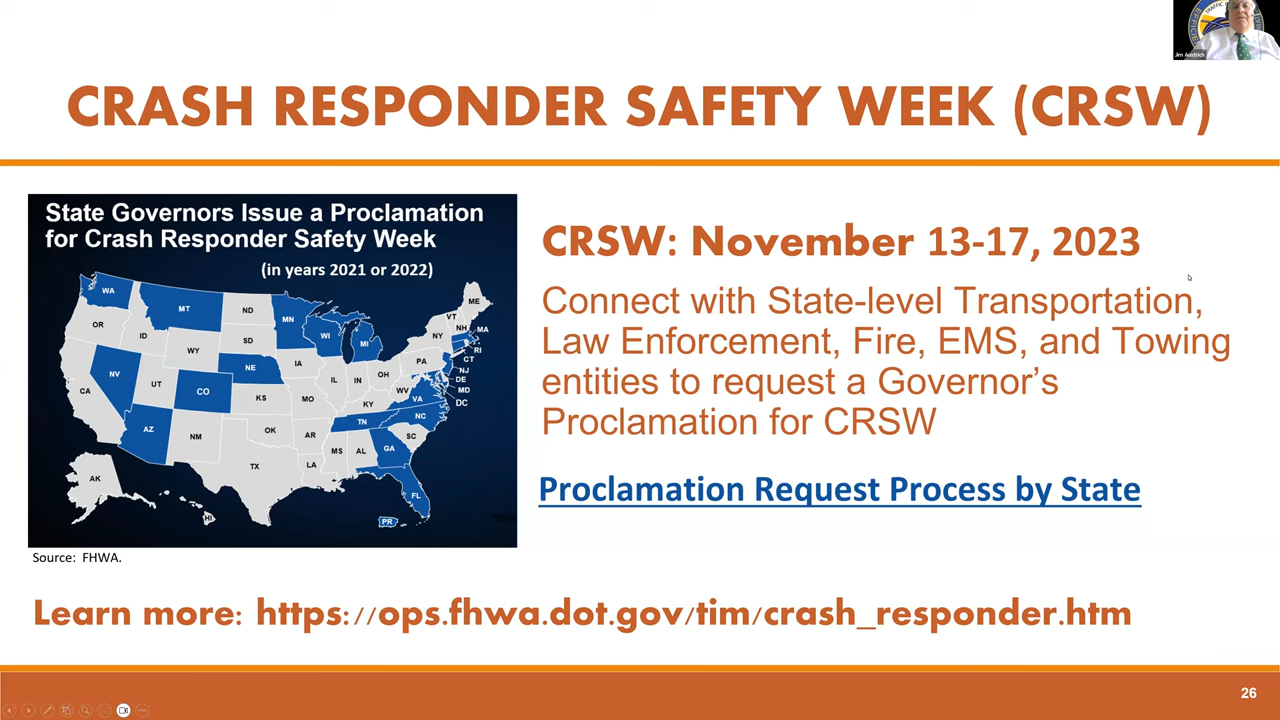 TRAFFIC
EFFICIE
Jim Austrich
CRASH RESPONDER SAFETY WEEK (CRSW)
State Governors Issue a Proclamation
for Crash Responder Safety Week
(in years 2021 or 2022)
WA
MT
ND
MN
ME
VT
NH
MA
OR
ID
SD
WI
MI
NY
RI
CT
WY
IA
PA
NJ
NE
NV
UT
CO
IL
IN
OH
DE
MD
CA
KS
MO
WV
VA
DC
KY
NC
AZ
NM
OK
AR
TN
SC
MS
AL
GA
TX
LA
AK
FL
HI
PR
Source: FHWA.
CRSW: November 13-17, 2023
Connect with State-level Transportation,
Law Enforcement, Fire, EMS, and Towing
entities to request a Governor’s
Proclamation for CRSW
Proclamation Request Process by State
Learn more: https://ops.fhwa.dot.gov/tim/crash_responder.htm
26